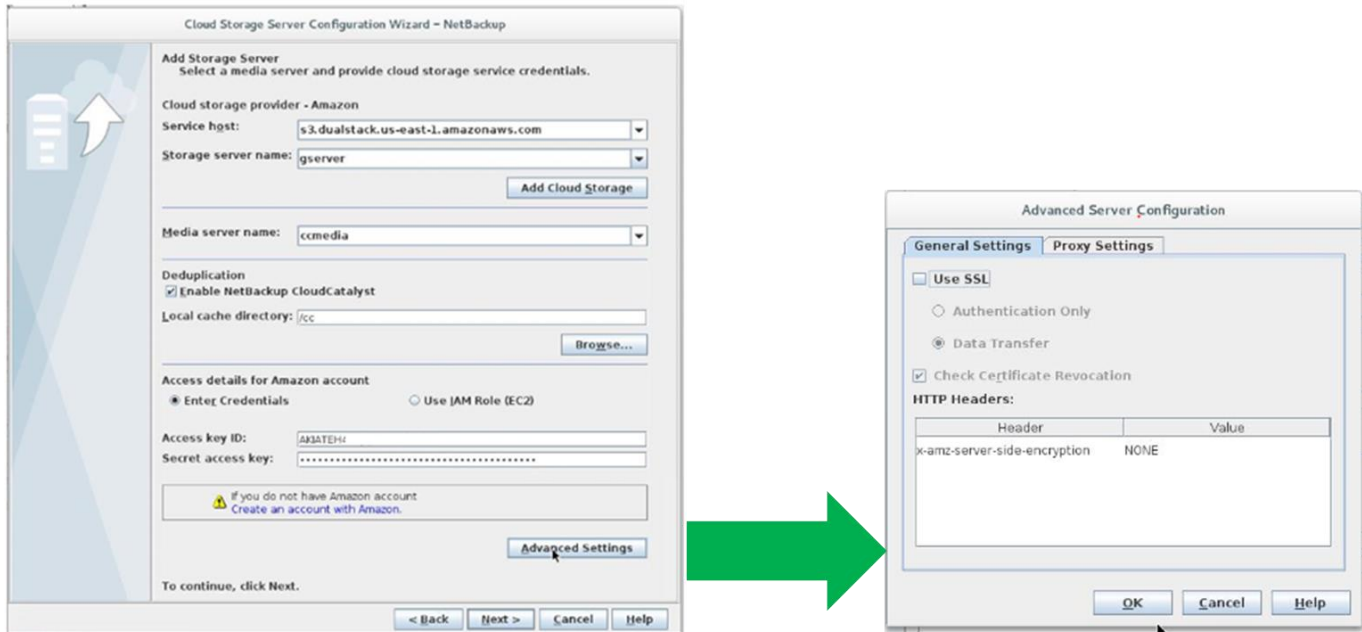 Cloud Storage Server Configuration Wizard – NetBackup
Add Storage Server
Select a media server and provide cloud storage service credentials.
Cloud storage provider - Amazon
Service host: s3.dualstack.us-east-1.amazonaws.com
Storage server name: gserver
Add Cloud Storage
Media server name: ccmedia
Deduplication
Enable NetBackup CloudCatalyst
Local cache directory: /cc
Browse...
Access details for Amazon account
Enter Credentials Use IAM Role (EC2)
Access key ID: AKIATEH4
Secret access key: ••••••••••••••••••••••••••••••••••••••••
If you do not have Amazon account
Create an account with Amazon.
Advanced Settings
To continue, click Next.
< Back Next > Cancel Help
Advanced Server Configuration
General Settings Proxy Settings
Use SSL
Authentication Only
Data Transfer
Check Certificate Revocation
HTTP Headers:
Header Value
x-amz-server-side-encryption NONE
OK Cancel Help